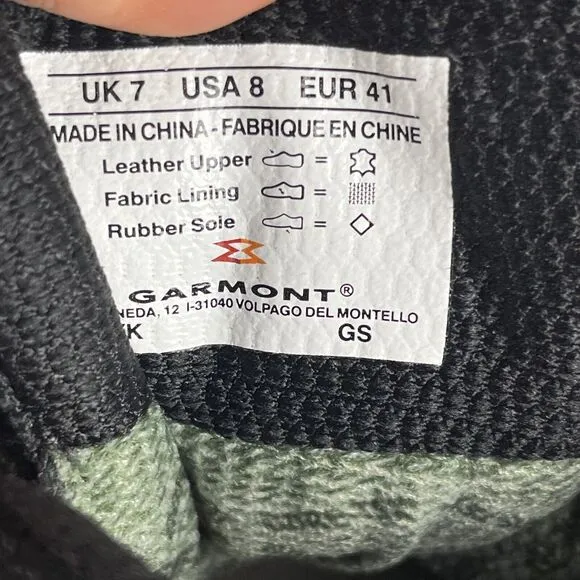 UK 7 USA 8 EUR 41
MADE IN CHINA - FABRIQUE EN CHINE
Leather Upper =
Fabric Lining =
Rubber Sole =
GARMONT®
12 I-31040 VOLPAGO DEL MONTELLO
GS